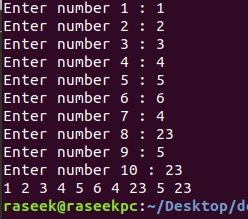 Enter number 1 : 1
Enter number 2 : 2
Enter number 3 : 3
Enter number 4 : 4
Enter number 5 : 5
Enter number 6 : 6
Enter number 7 : 4
Enter number 8 : 23
Enter number 9 : 5
Enter number 10 : 23
1 2 3 4 5 6 4 23 5 23
raseek@raseekpc:~/Desktop/d